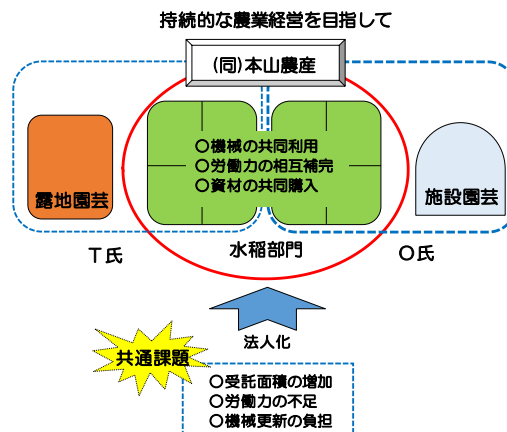 持続的な農業経営を目指して
(同)本山農産
○機械の共同利用
○労働力の相互補完
○資材の共同購入
露地園芸
施設園芸
T氏
水稲部門
O氏
法人化
共通課題
○受託面積の増加
○労働力の不足
○機械更新の負担